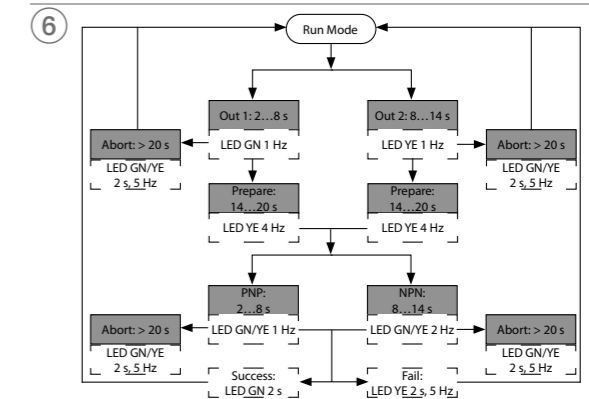 6
Run Mode
Out 1: 2...8 s
Out 2: 8...14 s
Abort: > 20 s
LED GN 1 Hz
LED YE 1 Hz
Abort: > 20 s
LED GN/YE
2 s, 5 Hz
LED GN/YE
2 s, 5 Hz
Prepare:
14...20 s
Prepare:
14...20 s
LED YE 4 Hz
LED YE 4 Hz
PNP:
2...8 s
NPN:
8...14 s
Abort: > 20 s
LED GN/YE 1 Hz
LED GN/YE 2 Hz
Abort: > 20 s
LED GN/YE
2 s, 5 Hz
LED GN/YE
2 s, 5 Hz
Success:
LED GN 2 s
Fail:
LED YE 2 s, 5 Hz